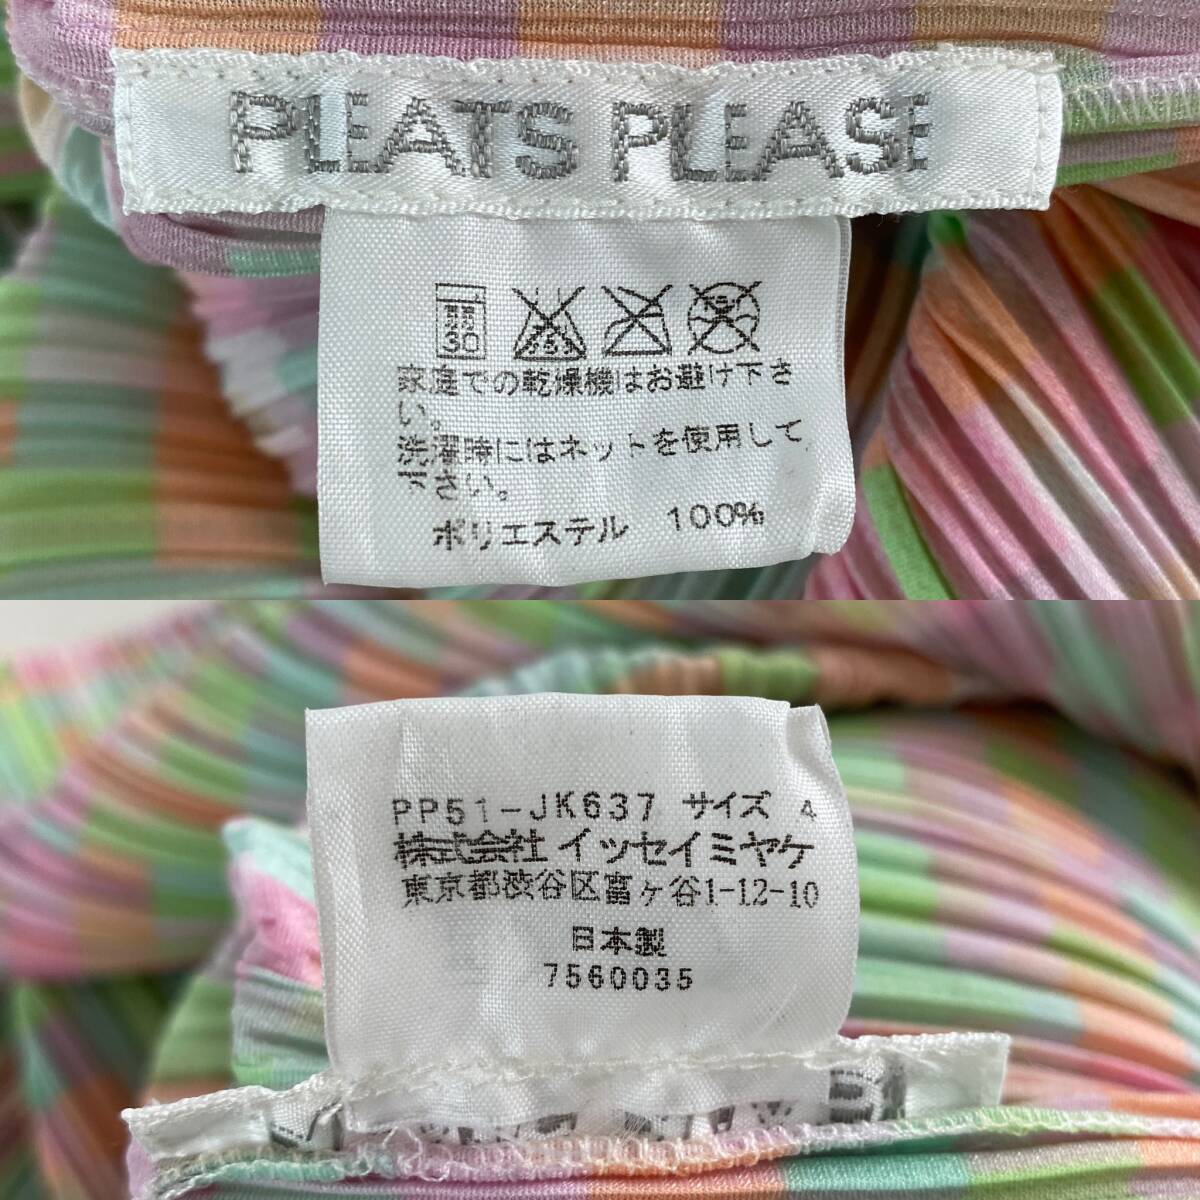 PLEATS PLEASE
30
家庭での乾燥機はお避け下さ
い。
洗濯時にはネットを使用して
下さい。
ポリエステル 100%
PP51-JK637 サイズ 4
株式会社 イッセイミヤケ
東京都渋谷区富ヶ谷1-12-10
日本製
7560035